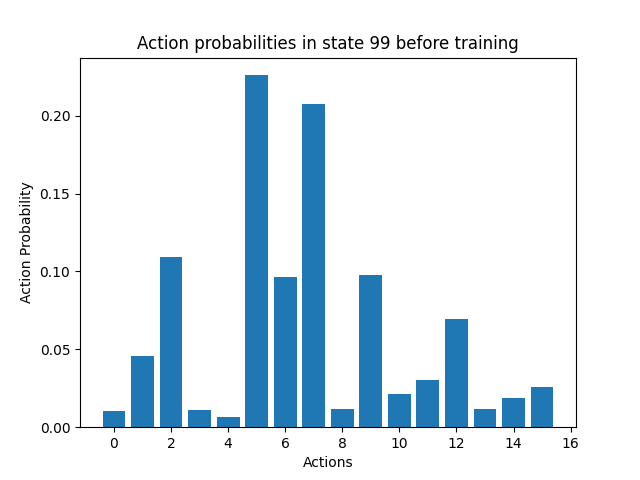 Action probabilities in state 99 before training
0.20
0.15
0.10
0.05
0.00
Action Probability
0 2 4 6 8 10 12 14 16
Actions